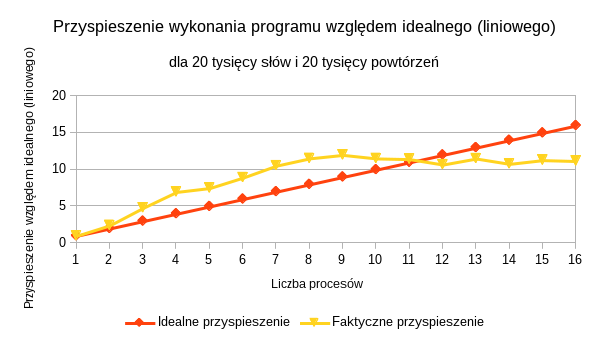 Przyspieszenie wykonania programu względem idealnego (liniowego)
dla 20 tysięcy słów i 20 tysięcy powtórzeń
Przyspieszenie względem idealnego (liniowego)
20
15
10
5
0
1 2 3 4 5 6 7 8 9 10 11 12 13 14 15 16
Liczba procesów
Idealne przyspieszenie Faktyczne przyspieszenie